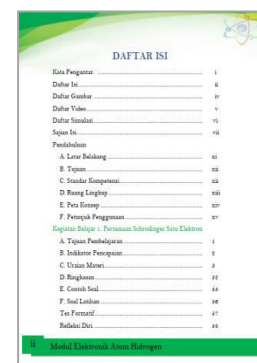 DAFTAR ISI
Kata Pengantar i
Daftar Isi ii
Daftar Gambar iv
Daftar Video v
Daftar Simulasi vi
Sajian Isi vii
Pendahuluan
A. Latar Belakang xi
B. Tujuan xii
C. Standar Kompetensi xii
D. Ruang Lingkup xiii
E. Peta Konsep xiv
F. Petunjuk Penggunaan xv
Kegiatan Belajar 1. Persamaan Schrodinger Satu Elektron
A. Tujuan Pembelajaran 1
B. Indikator Pencapaian
C. Uraian Materi
D. Ringkasan
E. Contoh Soal
F. Soal Latihan
Tes Formatif
Refleksi Diri
ii Modul Elektronik Atom Hidrogen